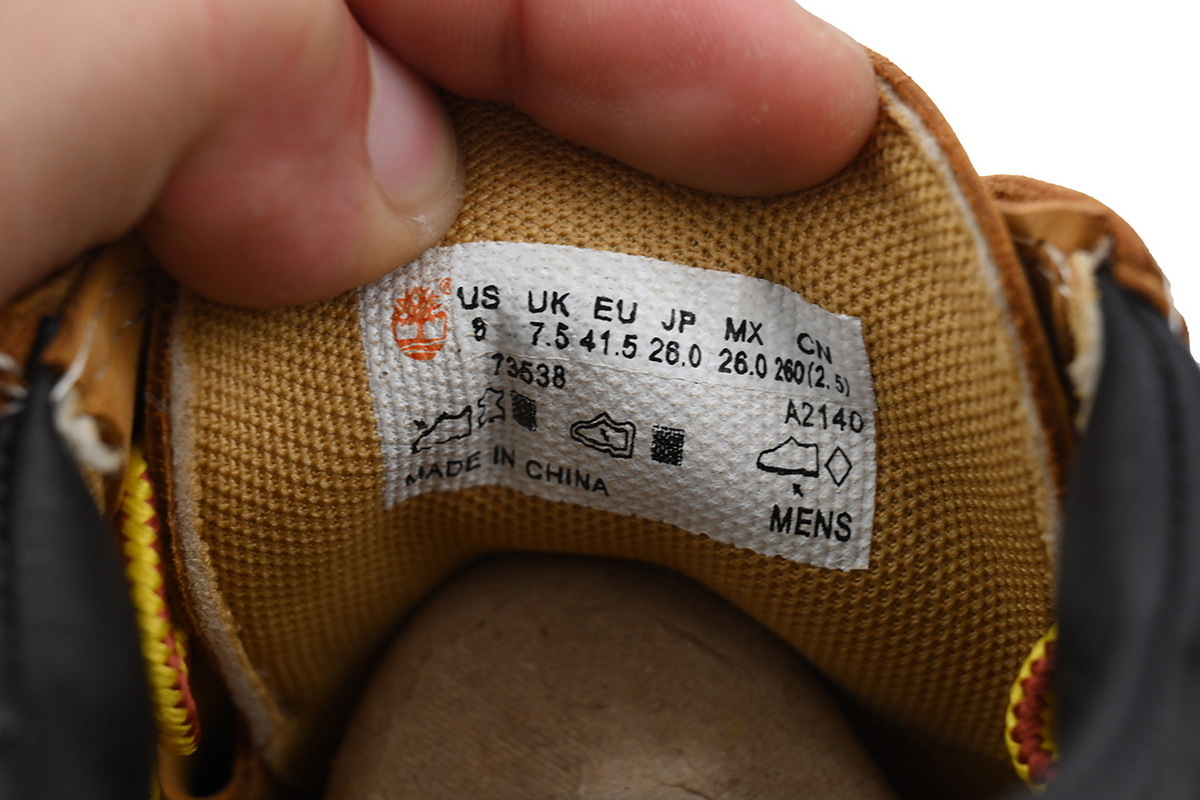 US UK EU JP MX CN
8 7.5 41.5 26.0 26.0 260(2.5)
73538
A2140
MADE IN CHINA
MENS